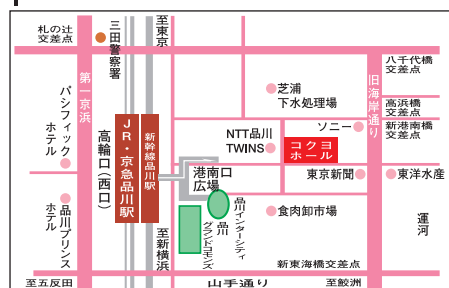 札の辻
交差点
三田警察署
至東京
八千代橋
交差点
第一京浜
パシフィック
ホテル
高輪口(西口)
JR・京急品川駅
新幹線品川駅
芝浦
下水処理場
旧海岸通り
高浜橋
交差点
新港南橋
交差点
ソニー
NTT品川
TWINS
コクヨ
ホール
港南口
広場
東京新聞
東洋水産
品川プリンス
ホテル
品川インターシティ
品川
グランドコモンズ
食肉卸市場
運河
至新横浜
新東海橋交差点
至五反田
山手通り
至鮫洲